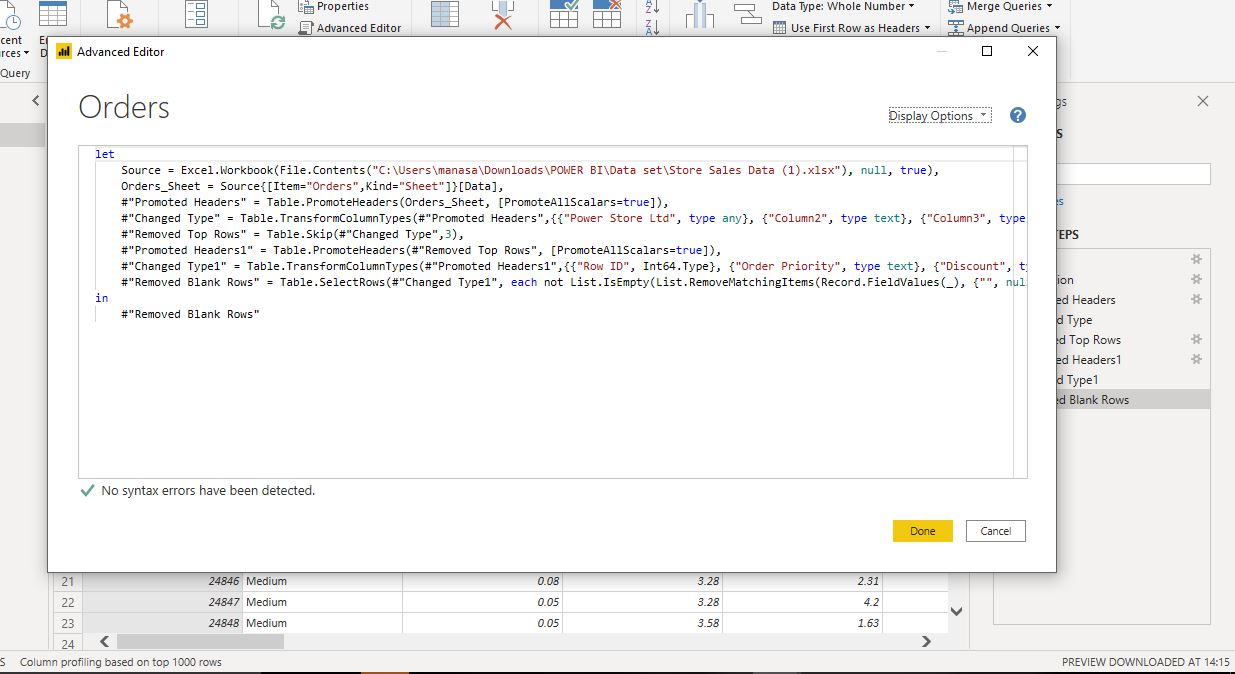 Properties
Advanced Editor
Data Type: Whole Number
Use First Row as Headers
Merge Queries
Append Queries
Query
Advanced Editor
Orders
Display Options
?
let
Source = Excel.Workbook(File.Contents("C:\Users\manasa\Downloads\POWER BI\Data set\Store Sales Data (1).xlsx"), null, true),
Orders_Sheet = Source{[Item="Orders",Kind="Sheet"]}[Data],
#"Promoted Headers" = Table.PromoteHeaders(Orders_Sheet, [PromoteAllScalars=true]),
#"Changed Type" = Table.TransformColumnTypes(#"Promoted Headers",{{"Power Store Ltd", type any}, {"Column2", type text}, {"Column3", type
#"Removed Top Rows" = Table.Skip(#"Changed Type",3),
#"Promoted Headers1" = Table.PromoteHeaders(#"Removed Top Rows", [PromoteAllScalars=true]),
#"Changed Type1" = Table.TransformColumnTypes(#"Promoted Headers1",{{"Row ID", Int64.Type}, {"Order Priority", type text}, {"Discount", t
#"Removed Blank Rows" = Table.SelectRows(#"Changed Type1", each not List.IsEmpty(List.RemoveMatchingItems(Record.FieldValues(_), {"", nul
in
#"Removed Blank Rows"
No syntax errors have been detected.
Done
Cancel
ed Headers
d Type
ed Top Rows
ed Headers1
d Type1
ed Blank Rows
21 24846 Medium 0.08 3.28 2.31
22 24847 Medium 0.05 3.28 4.2
23 24848 Medium 0.05 3.58 1.63
24
Column profiling based on top 1000 rows
PREVIEW DOWNLOADED AT 14:15